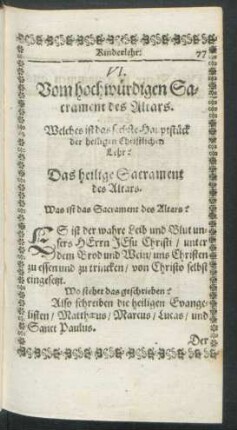 Kinderlehr. 77
VI.
Vom hochwürdigen Sa-
crament des Altars.
Welches ist das sechste Hauptstück
der heiligen Christlichen
Lehr?
Das heilige Sacrament
des Altars.
Was ist das Sacrament des Altars?
ES ist der wahre Leib und Blut un-
sers HErrn JEsu Christi / unter
dem Brod und Wein / uns Christen
zu essen und zu trincken / von Christo selbst
eingesetzt.
Wo stehet das geschrieben?
Also schreiben die heiligen Evange-
listen / Matthæus / Marcus / Lucas / und
Sanct Paulus.
Der